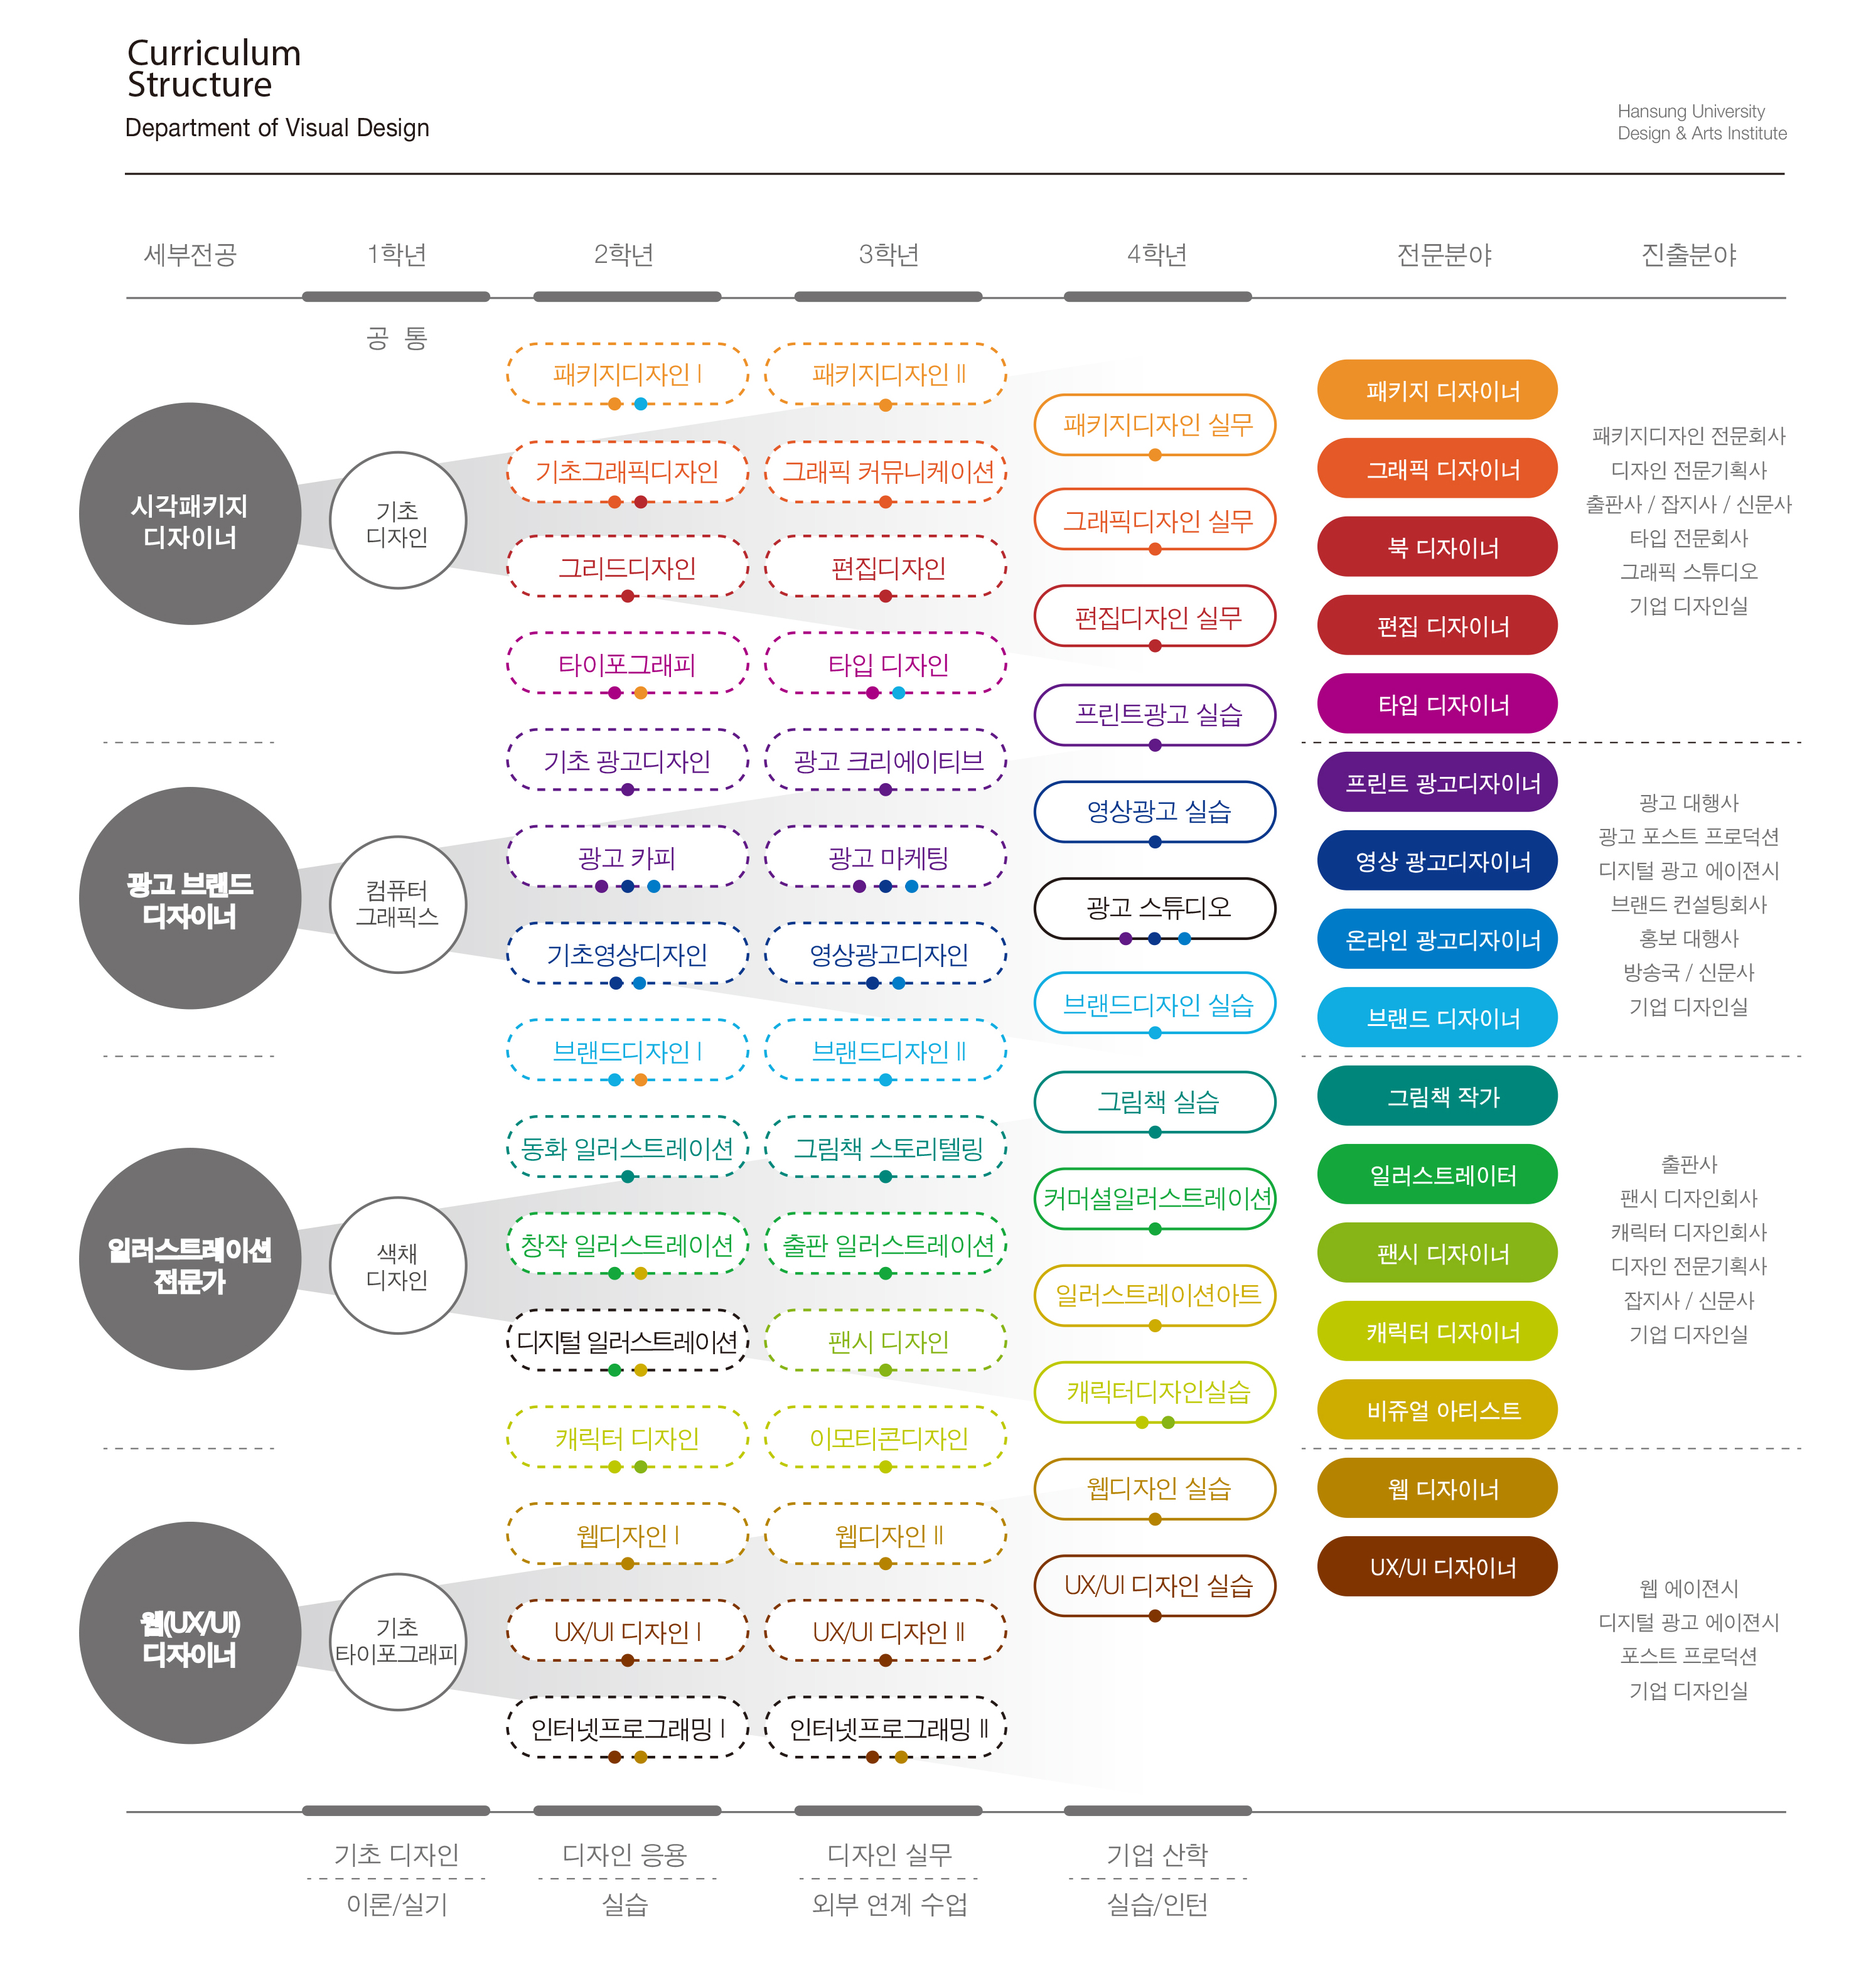 Curriculum
Structure
Department of Visual Design
Hansung University
Design & Arts Institute
세부전공
1학년
2학년
3학년
4학년
전문분야
진출분야
공 통
시각패키지
디자이너
광고 브랜드
디자이너
일러스트레이션
전문가
웹(UX/UI)
디자이너
기초
디자인
컴퓨터
그래픽스
색채
디자인
기초
타이포그래피
패키지디자인 I
기초그래픽디자인
그리드디자인
타이포그래피
기초 광고디자인
광고 카피
기초영상디자인
브랜드디자인 I
동화 일러스트레이션
창작 일러스트레이션
디지털 일러스트레이션
캐릭터 디자인
웹디자인 I
UX/UI 디자인 I
인터넷프로그래밍 I
패키지디자인 II
그래픽 커뮤니케이션
편집디자인
타입 디자인
광고 크리에이티브
광고 마케팅
영상광고디자인
브랜드디자인 II
그림책 스토리텔링
출판 일러스트레이션
팬시 디자인
이모티콘디자인
웹디자인 II
UX/UI 디자인 II
인터넷프로그래밍 II
패키지디자인 실무
그래픽디자인 실무
편집디자인 실무
프린트광고 실습
영상광고 실습
광고 스튜디오
브랜드디자인 실습
그림책 실습
커머셜일러스트레이션
일러스트레이션아트
캐릭터디자인실습
웹디자인 실습
UX/UI 디자인 실습
패키지 디자이너
그래픽 디자이너
북 디자이너
편집 디자이너
타입 디자이너
프린트 광고디자이너
영상 광고디자이너
온라인 광고디자이너
브랜드 디자이너
그림책 작가
일러스트레이터
팬시 디자이너
캐릭터 디자이너
비쥬얼 아티스트
웹 디자이너
UX/UI 디자이너
패키지디자인 전문회사
디자인 전문기획사
출판사 / 잡지사 / 신문사
타입 전문회사
그래픽 스튜디오
기업 디자인실
광고 대행사
광고 포스트 프로덕션
디지털 광고 에이젼시
브랜드 컨설팅회사
홍보 대행사
방송국 / 신문사
기업 디자인실
출판사
팬시 디자인회사
캐릭터 디자인회사
디자인 전문기획사
잡지사 / 신문사
기업 디자인실
웹 에이젼시
디지털 광고 에이젼시
포스트 프로덕션
기업 디자인실
기초 디자인
이론/실기
디자인 응용
실습
디자인 실무
외부 연계 수업
기업 산학
실습/인턴